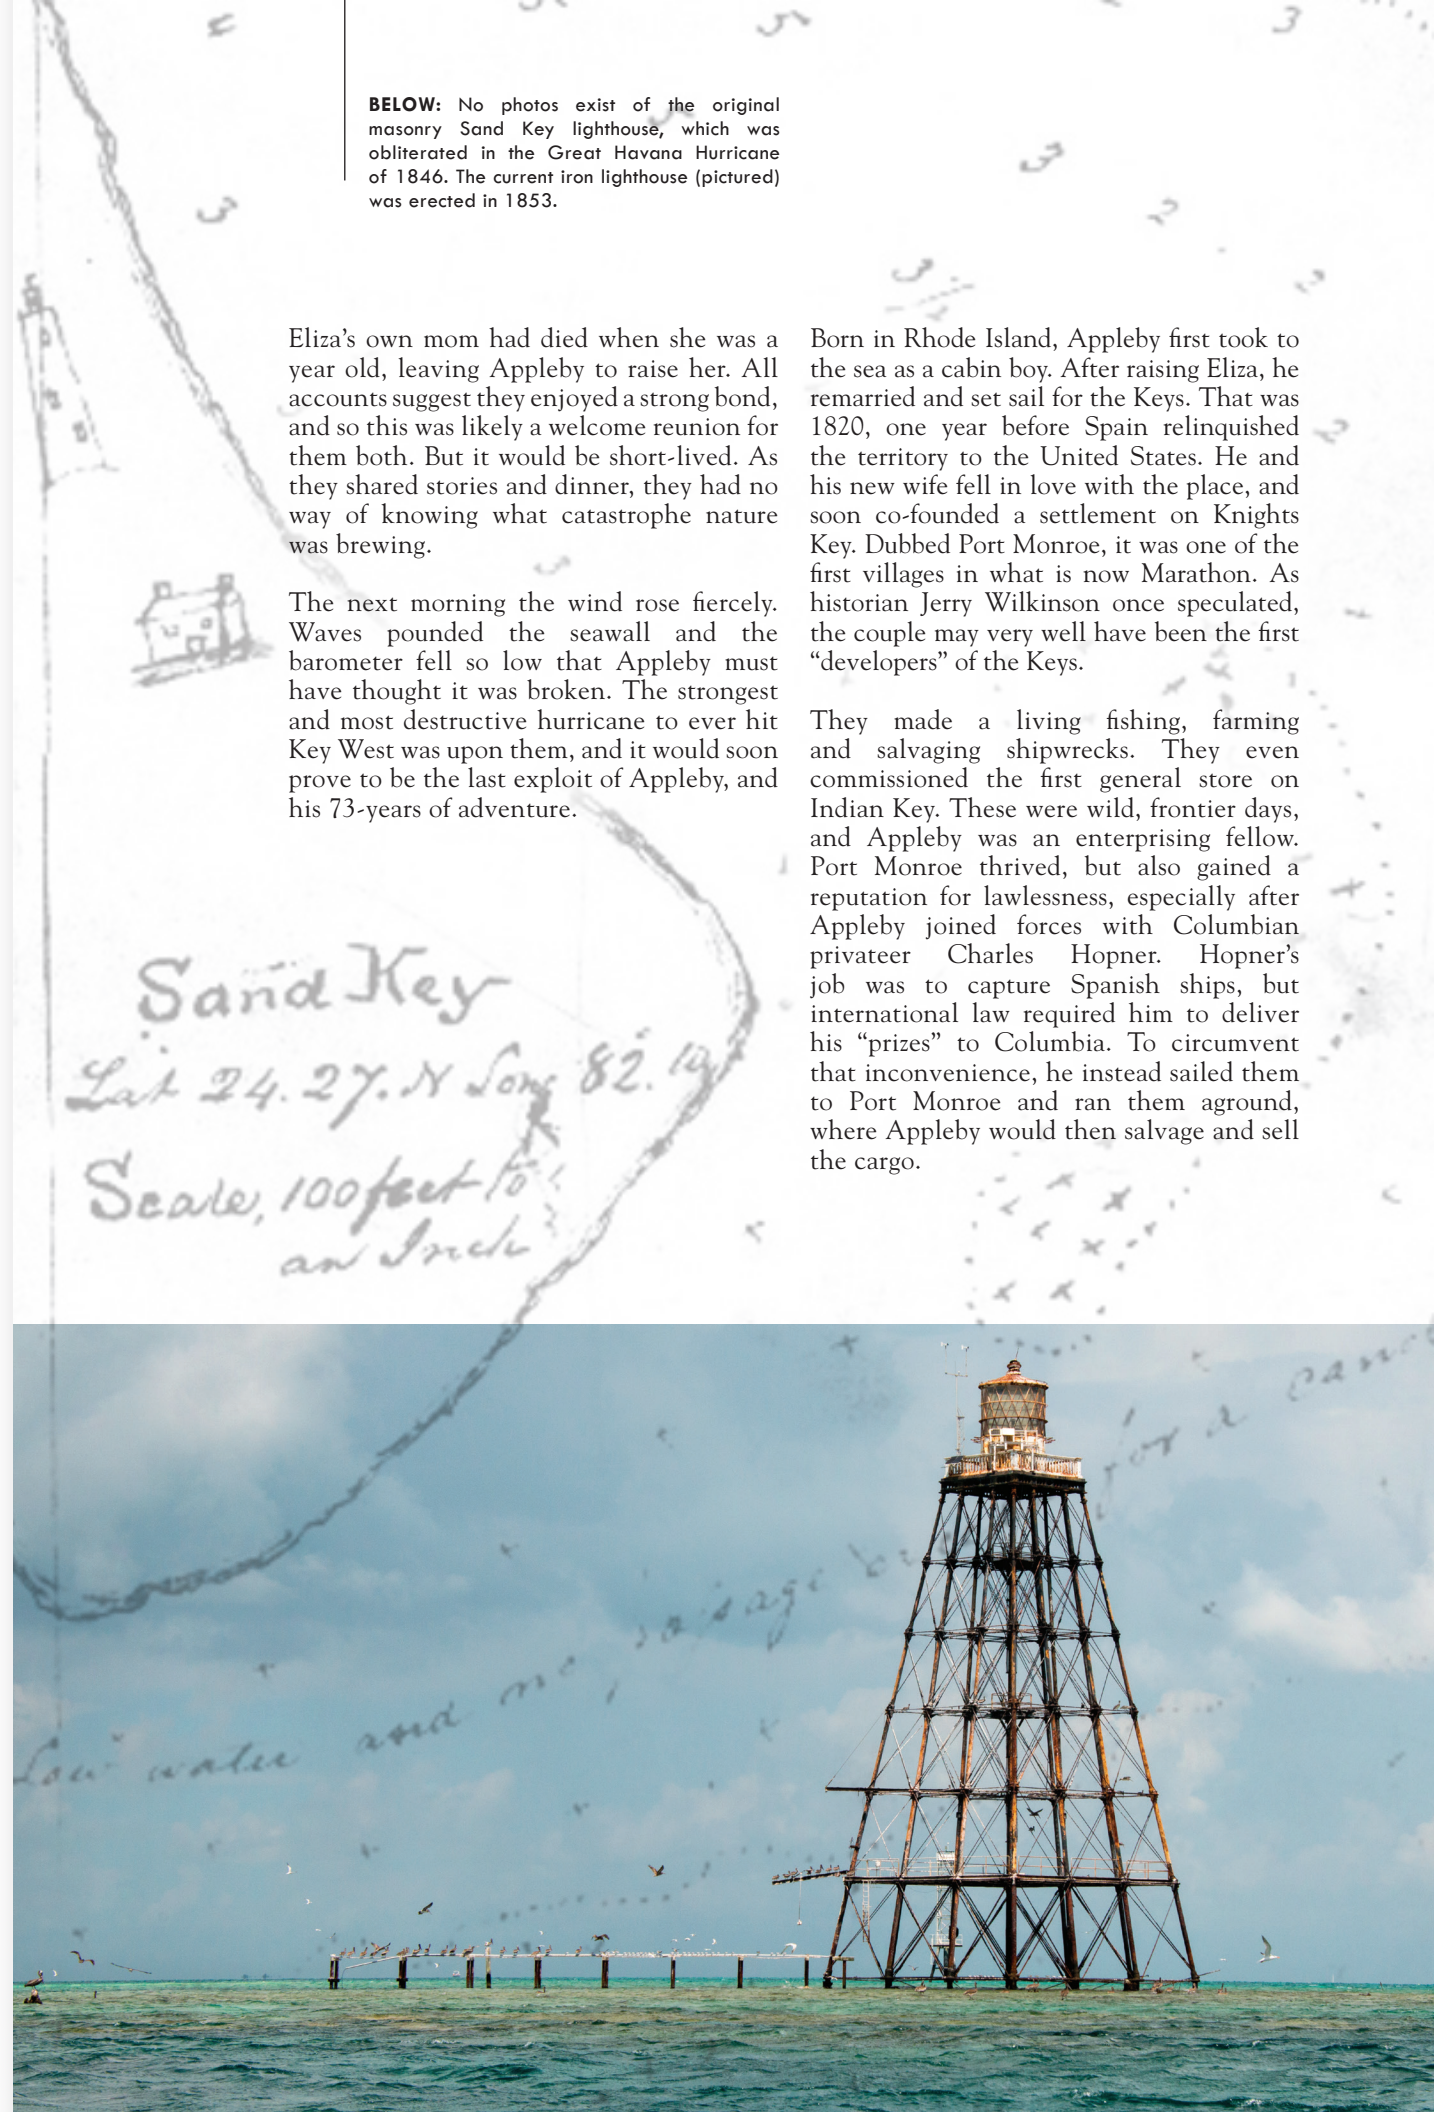 BELOW: No photos exist of the original
masonry Sand Key lighthouse, which was
obliterated in the Great Havana Hurricane
of 1846. The current iron lighthouse (pictured)
was erected in 1853.
Eliza’s own mom had died when she was a
year old, leaving Appleby to raise her. All
accounts suggest they enjoyed a strong bond,
and so this was likely a welcome reunion for
them both. But it would be short-lived. As
they shared stories and dinner, they had no
way of knowing what catastrophe nature
was brewing.
The next morning the wind rose fiercely.
Waves pounded the seawall and the
barometer fell so low that Appleby must
have thought it was broken. The strongest
and most destructive hurricane to ever hit
Key West was upon them, and it would soon
prove to be the last exploit of Appleby, and
his 73-years of adventure.
Born in Rhode Island, Appleby first took to
the sea as a cabin boy. After raising Eliza, he
remarried and set sail for the Keys. That was
1820, one year before Spain relinquished
the territory to the United States. He and
his new wife fell in love with the place, and
soon co-founded a settlement on Knights
Key. Dubbed Port Monroe, it was one of the
first villages in what is now Marathon. As
historian Jerry Wilkinson once speculated,
the couple may very well have been the first
“developers” of the Keys.
They made a living fishing, farming
and salvaging shipwrecks. They even
commissioned the first general store on
Indian Key. These were wild, frontier days,
and Appleby was an enterprising fellow.
Port Monroe thrived, but also gained a
reputation for lawlessness, especially after
Appleby joined forces with Columbian
privateer Charles Hopner. Hopner’s
job was to capture Spanish ships, but
international law required him to deliver
his “prizes” to Columbia. To circumvent
that inconvenience, he instead sailed them
to Port Monroe and ran them aground,
where Appleby would then salvage and sell
the cargo.
Sand Key
Lat 24.27.N Long 82.10
Scale, 100 feet to
an Inch
Low water and no passage but for a canoe